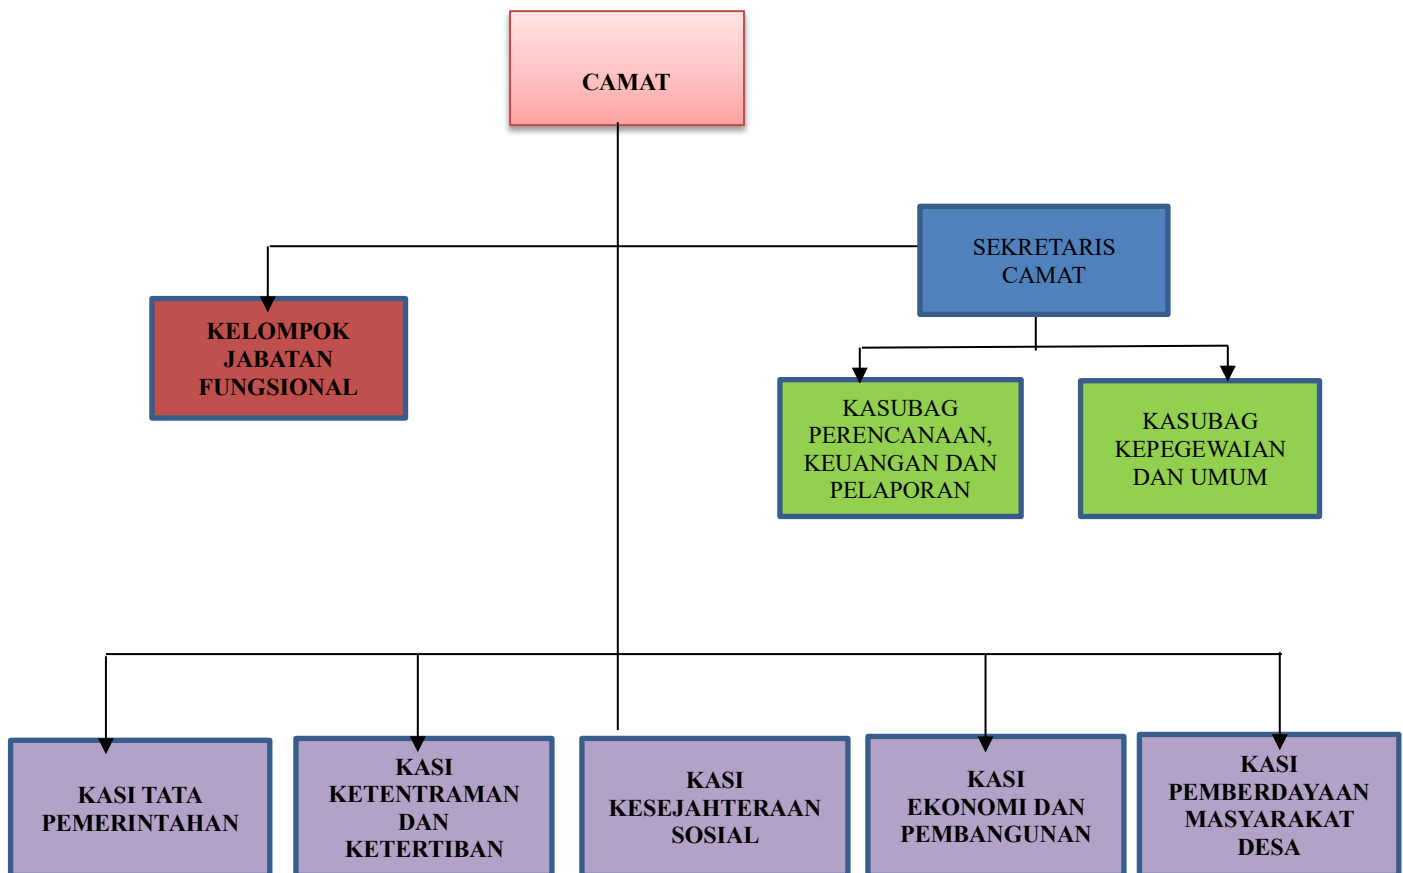 CAMAT
SEKRETARIS
CAMAT
KELOMPOK
JABATAN
FUNGSIONAL
KASUBAG
PERENCANAAN,
KEUANGAN DAN
PELAPORAN
KASUBAG
KEPEGEWAIAN
DAN UMUM
KASI TATA
PEMERINTAHAN
KASI
KETENTRAMAN
DAN
KETERTIBAN
KASI
KESEJAHTERAAN
SOSIAL
KASI
EKONOMI DAN
PEMBANGUNAN
KASI
PEMBERDAYAAN
MASYARAKAT
DESA